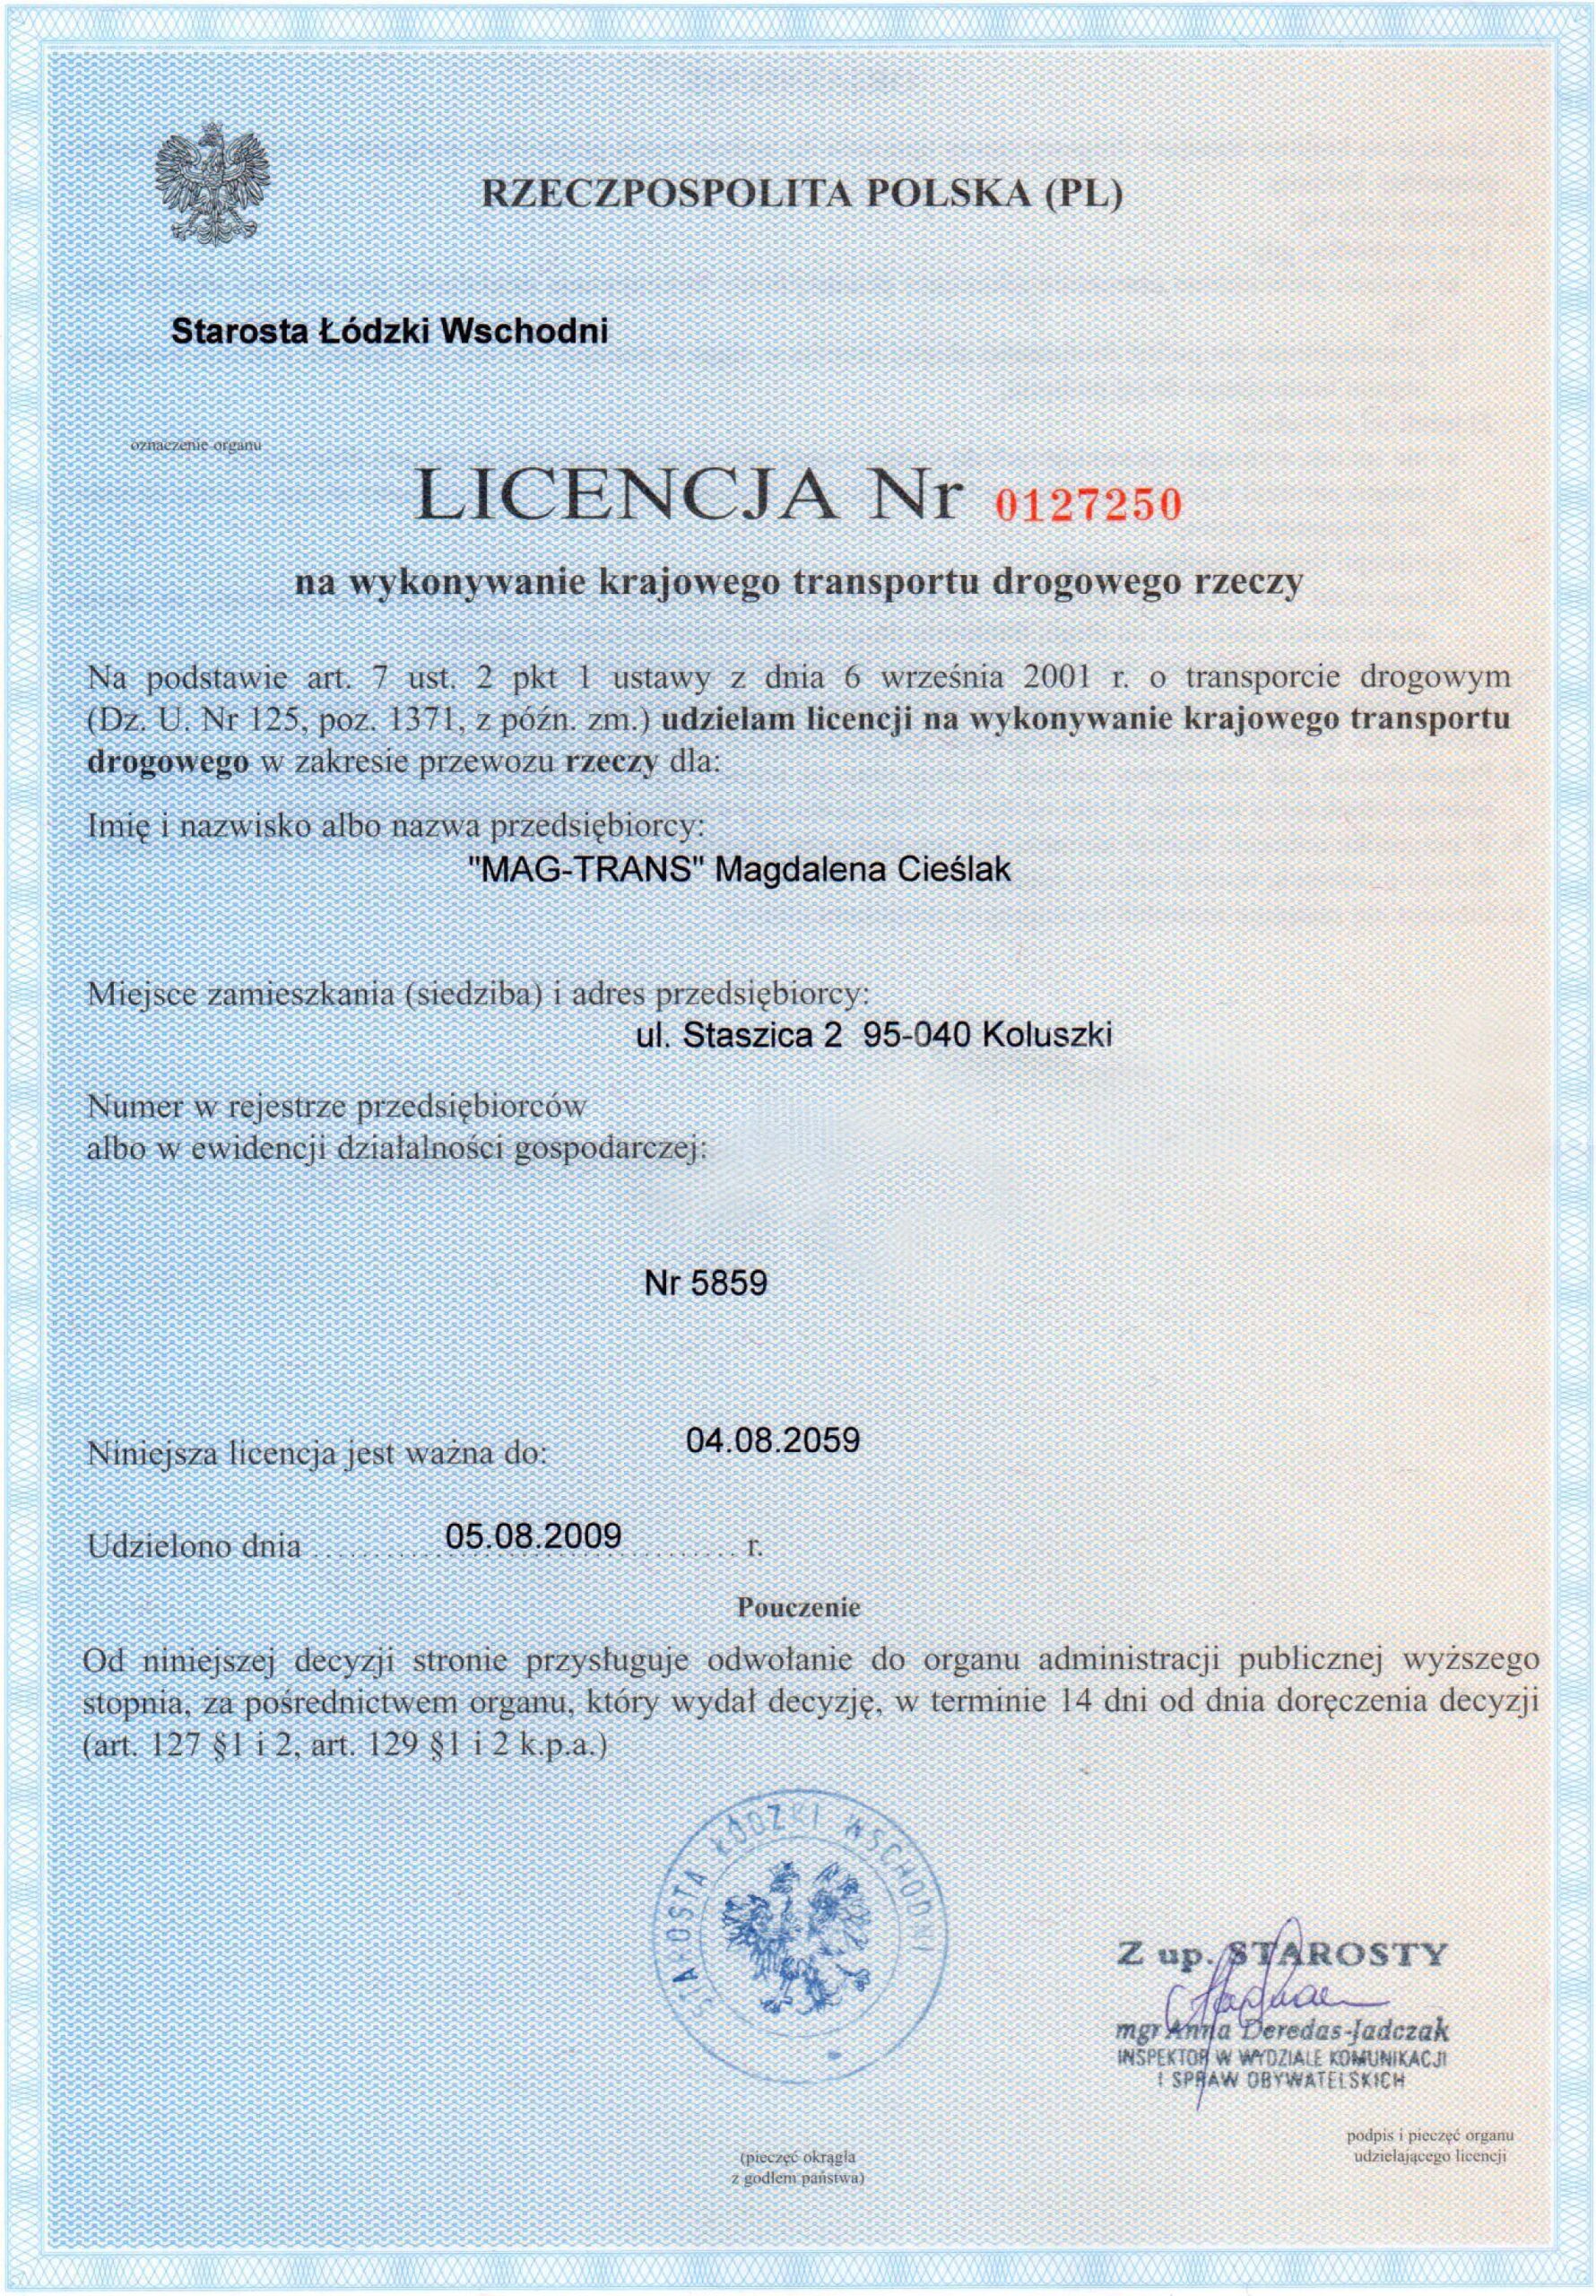 RZECZPOSPOLITA POLSKA (PL)
Starosta Łódzki Wschodni
oznaczenie organu
LICENCJA Nr 0127250
na wykonywanie krajowego transportu drogowego rzeczy
Na podstawie art. 7 ust. 2 pkt 1 ustawy z dnia 6 września 2001 r. o transporcie drogowym
(Dz. U. Nr 125, poz. 1371, z późn. zm.) udzielam licencji na wykonywanie krajowego transportu
drogowego w zakresie przewozu rzeczy dla:
Imię i nazwisko albo nazwa przedsiębiorcy:
"MAG-TRANS" Magdalena Cieślak
Miejsce zamieszkania (siedziba) i adres przedsiębiorcy:
ul. Staszica 2 95-040 Koluszki
Numer w rejestrze przedsiębiorców
albo w ewidencji działalności gospodarczej:
Nr 5859
Niniejsza licencja jest ważna do: 04.08.2059
Udzielono dnia 05.08.2009 r.
Pouczenie
Od niniejszej decyzji stronie przysługuje odwołanie do organu administracji publicznej wyższego
stopnia, za pośrednictwem organu, który wydał decyzję, w terminie 14 dni od dnia doręczenia decyzji
(art. 127 §1 i 2, art. 129 §1 i 2 k.p.a.)
STAROSTA ŁÓDZKI WSCHODNI
Z up. STAROSTY
mgr Anna Deredas-Jadczak
INSPEKTOR W WYDZIALE KOMUNIKACJI
I SPRAW OBYWATELSKICH
(pieczęć okrągła
z godłem państwa)
podpis i pieczęć organu
udzielającego licencji